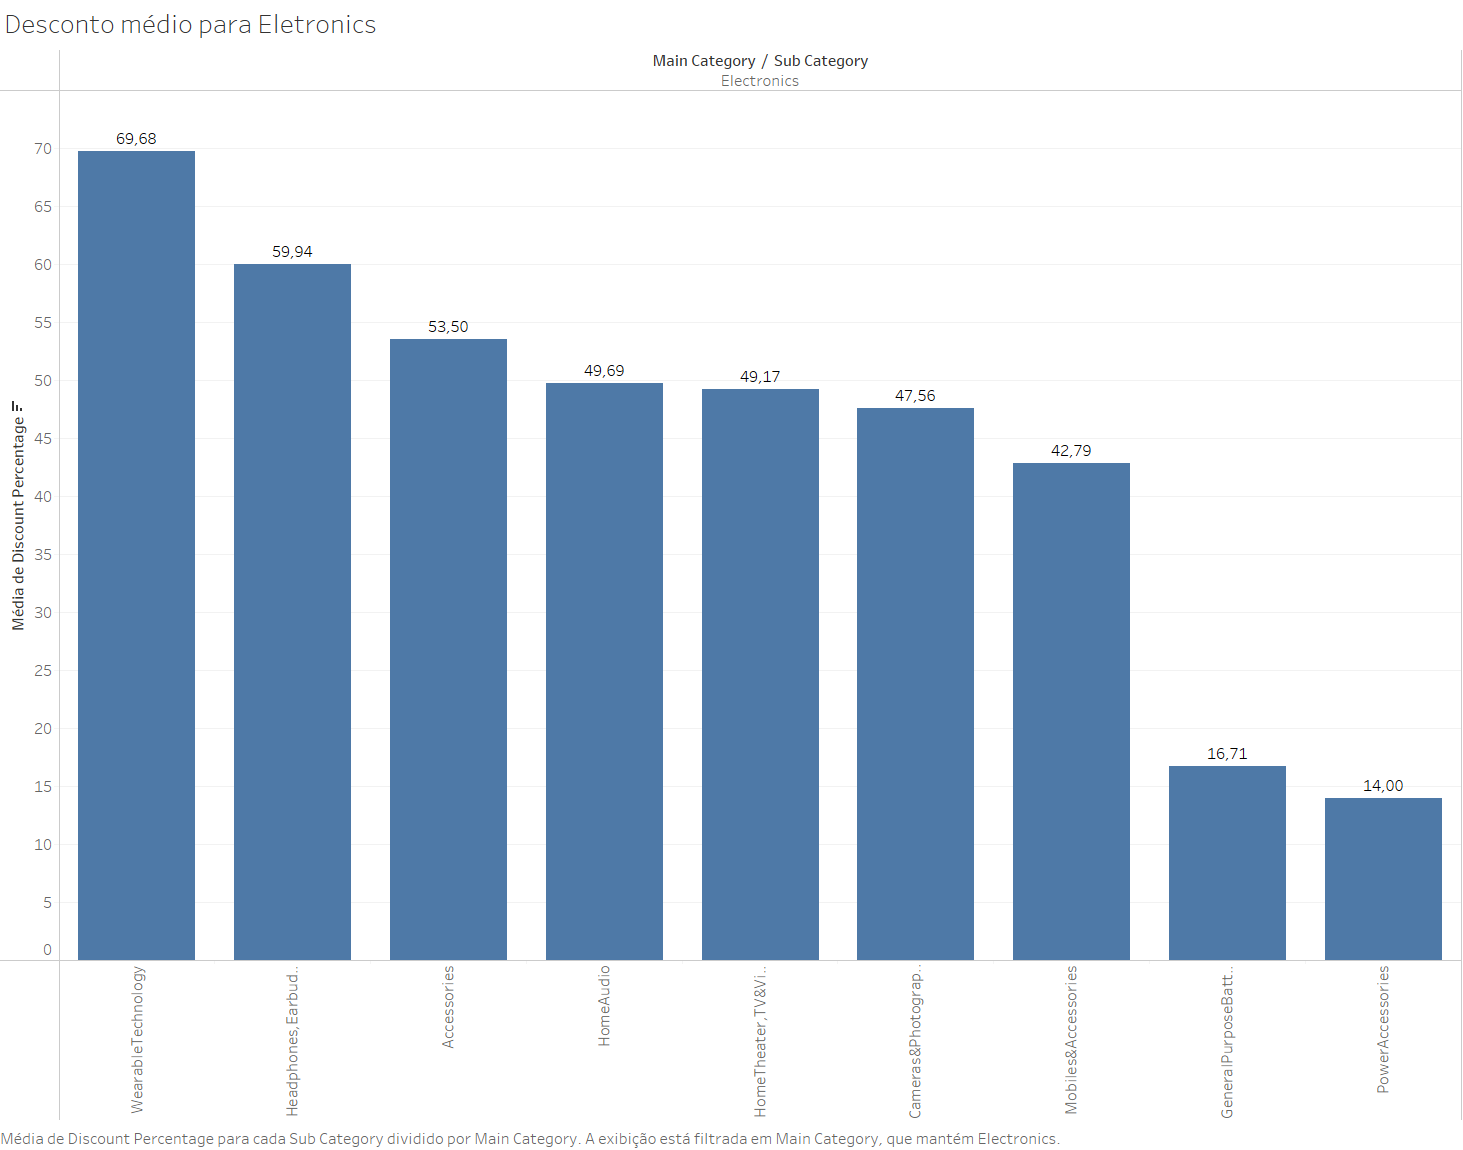 Desconto médio para Eletronics
Main Category / Sub Category
Electronics
Média de Discount Percentage
70
65
60
55
50
45
40
35
30
25
20
15
10
5
0
69,68
59,94
53,50
49,69
49,17
47,56
42,79
16,71
14,00
WearableTechnology
Headphones,Earbud..
Accessories
HomeAudio
HomeTheater,TV&Vi..
Cameras&Photograp..
Mobiles&Accessories
GeneralPurposeBatt..
PowerAccessories
Média de Discount Percentage para cada Sub Category dividido por Main Category. A exibição está filtrada em Main Category, que mantém Electronics.